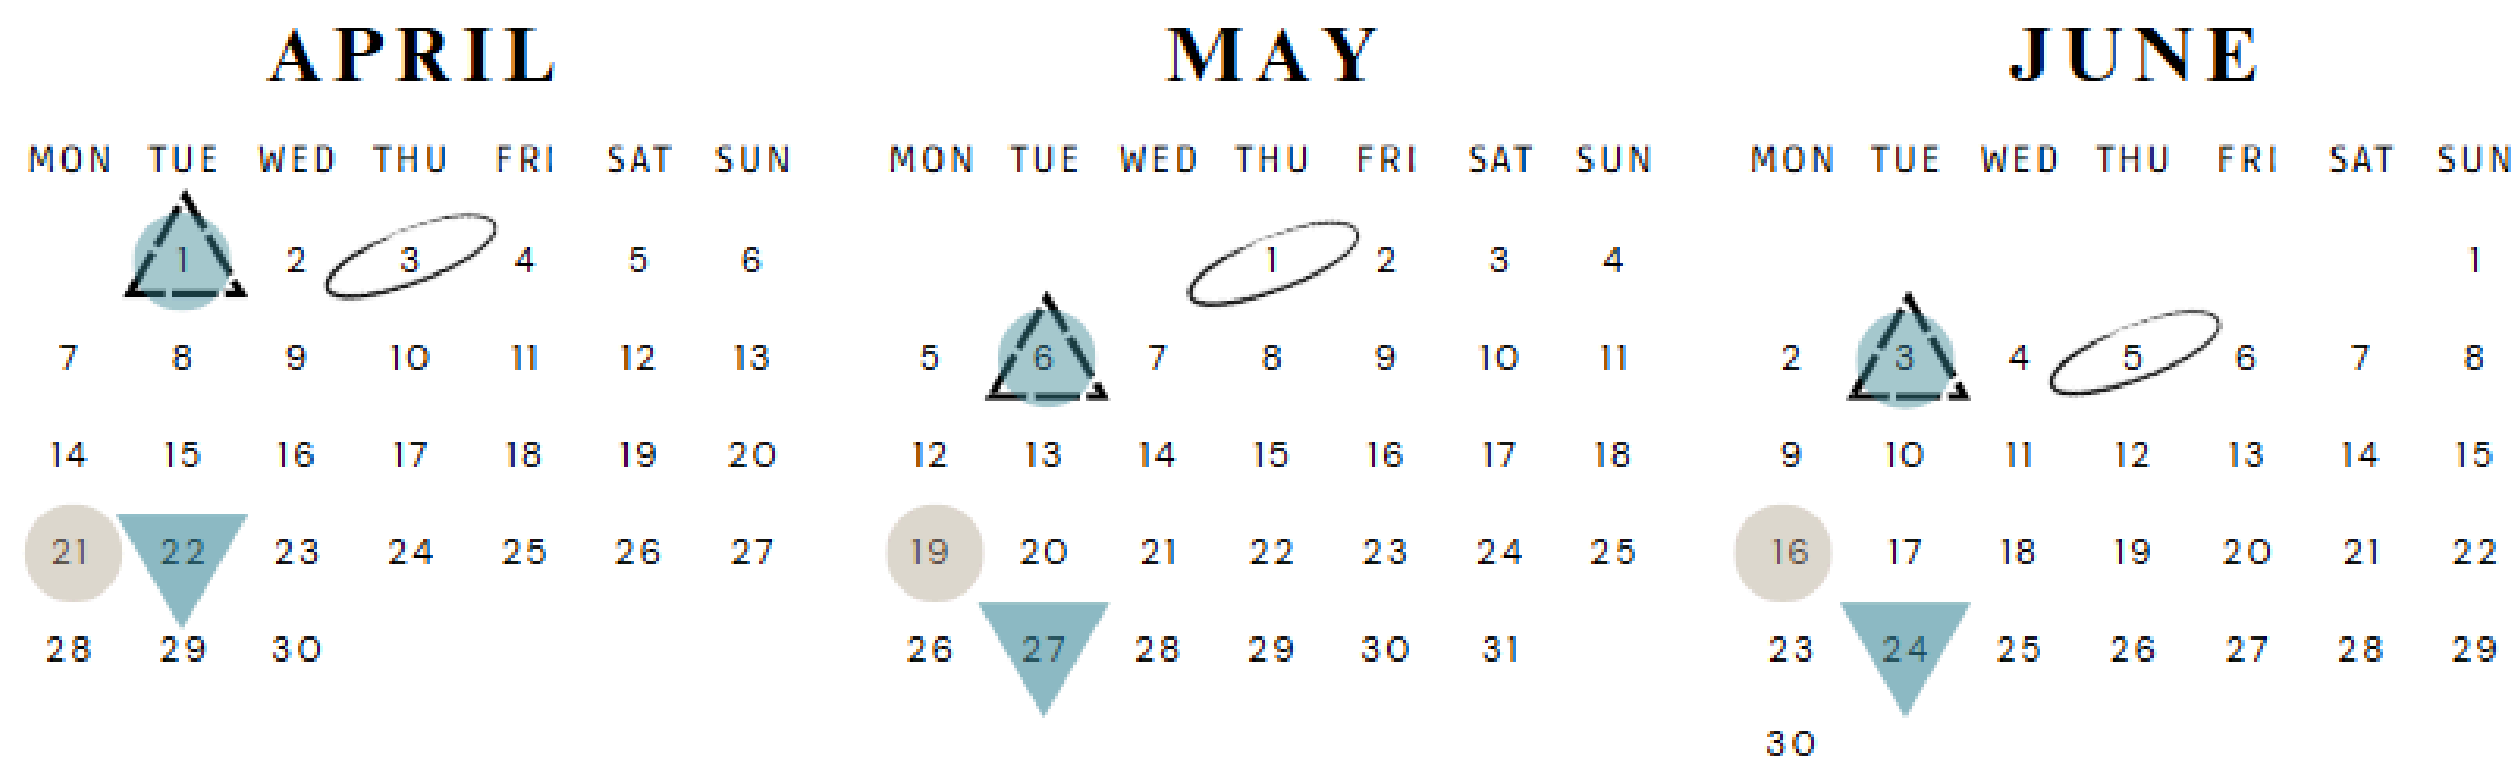 APRIL MAY JUNE
MON TUE WED THU FRI SAT SUN MON TUE WED THU FRI SAT SUN MON TUE WED THU FRI SAT SUN
1 2 3 4 5 6 1 2 3 4 1
7 8 9 10 11 12 13 5 6 7 8 9 10 11 2 3 4 5 6 7 8
14 15 16 17 18 19 20 12 13 14 15 16 17 18 9 10 11 12 13 14 15
21 22 23 24 25 26 27 19 20 21 22 23 24 25 16 17 18 19 20 21 22
28 29 30 26 27 28 29 30 31 23 24 25 26 27 28 29
30